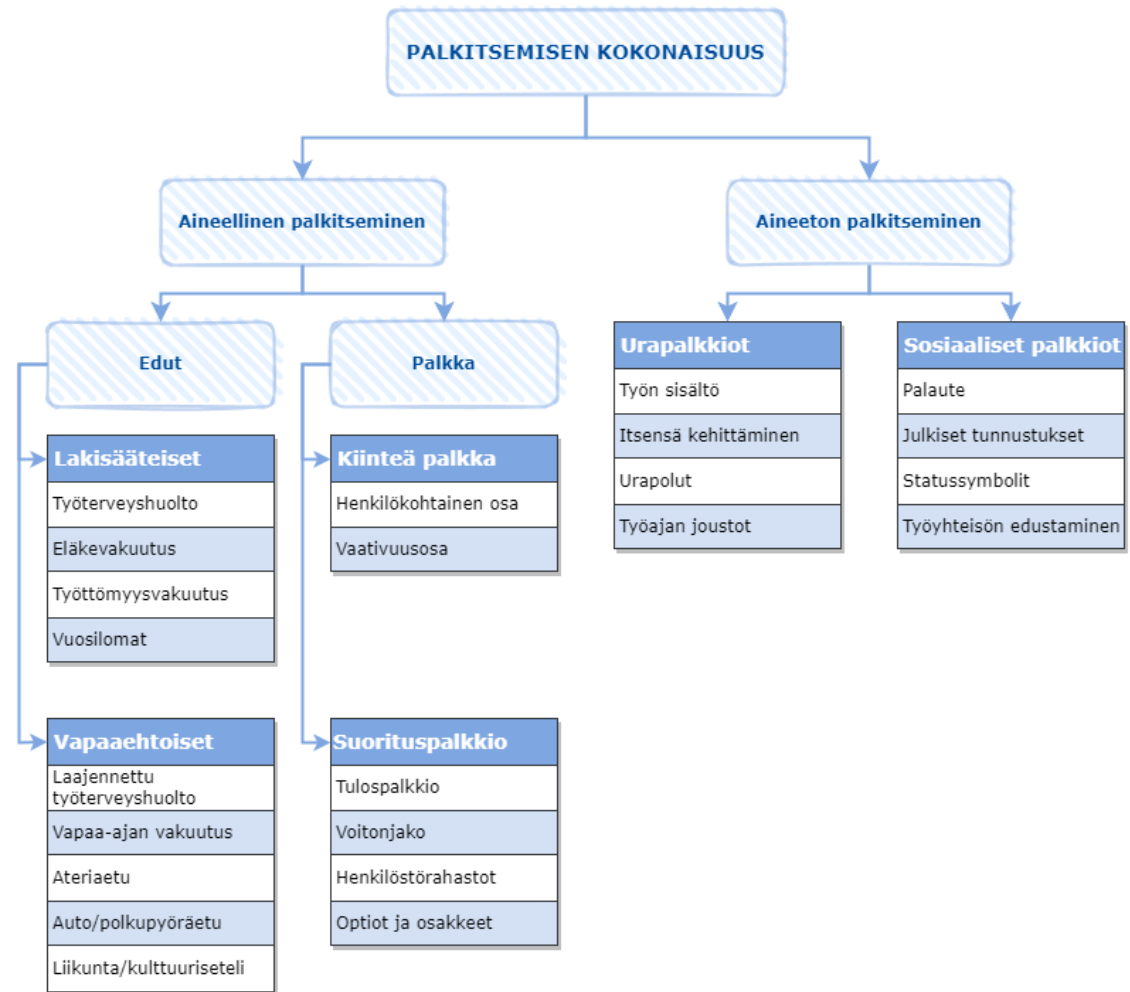 PALKITSEMISEN KOKONAISUUS
Aineellinen palkitseminen
Aineeton palkitseminen
Edut
Palkka
Lakisääteiset
Työterveyshuolto
Eläkevakuutus
Työttömyysvakuutus
Vuosilomat
Vapaaehtoiset
Laajennettu
työterveyshuolto
Vapaa-ajan vakuutus
Ateriaetu
Auto/polkupyöräetu
Liikunta/kulttuuriseteli
Kiinteä palkka
Henkilökohtainen osa
Vaativuusosa
Suorituspalkkio
Tulospalkkio
Voitonjako
Henkilöstörahastot
Optiot ja osakkeet
Urapalkkiot
Työn sisältö
Itsensä kehittäminen
Urapolut
Työajan joustot
Sosiaaliset palkkiot
Palaute
Julkiset tunnustukset
Statussymbolit
Työyhteisön edustaminen